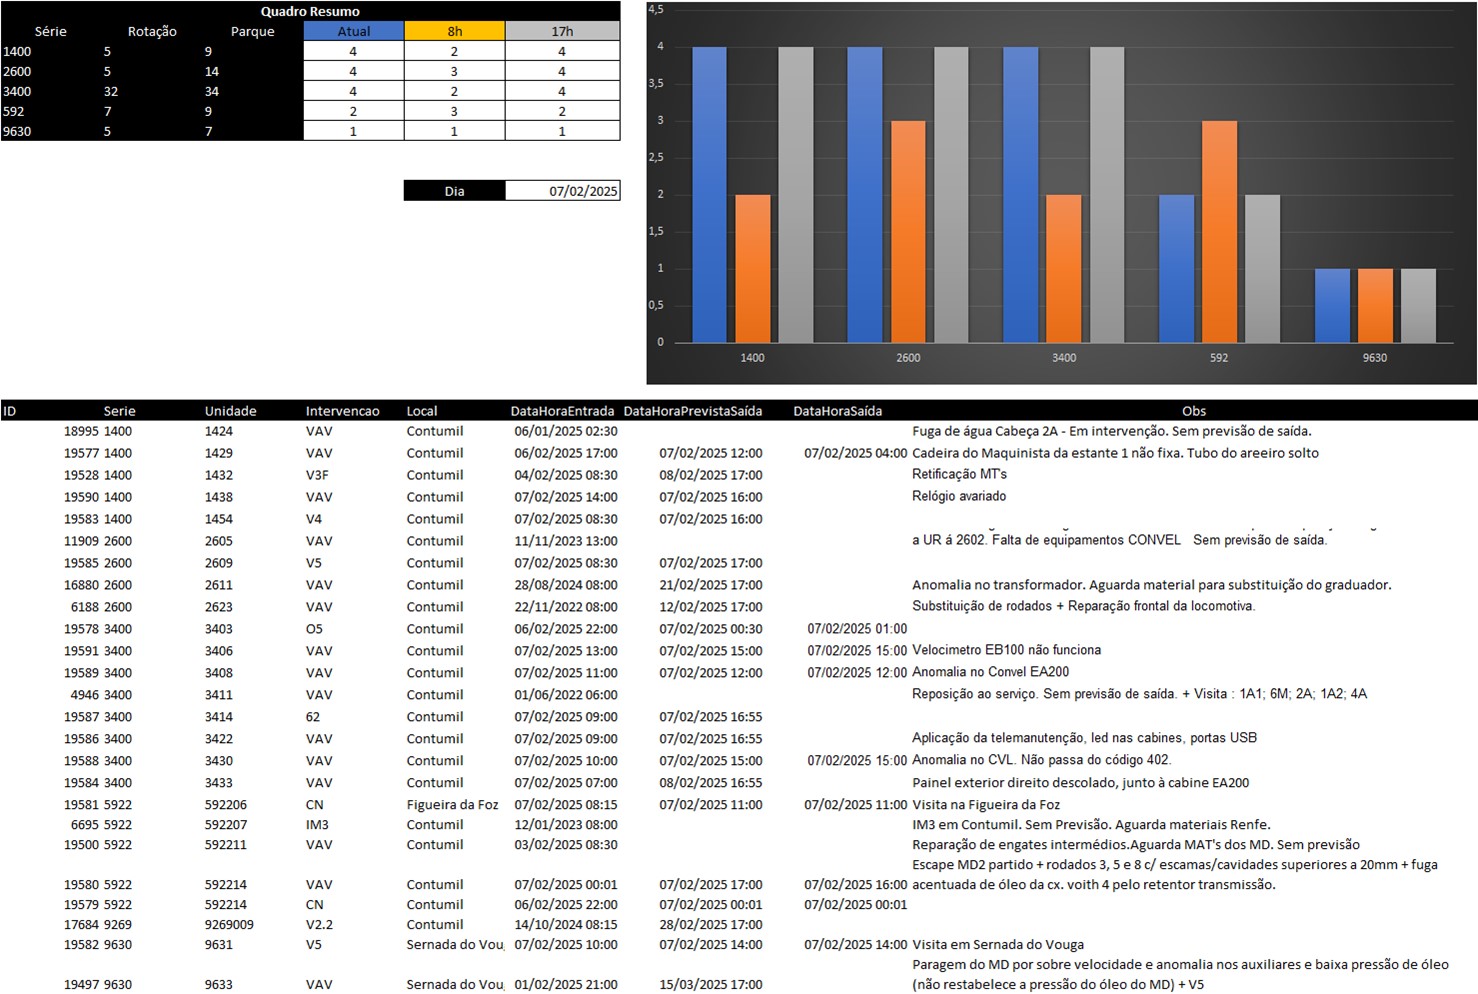 Quadro Resumo
Série Rotação Parque Atual 8h 17h
1400 5 9 4 2 4
2600 5 14 4 3 4
3400 32 34 4 2 4
592 7 9 2 3 2
9630 5 7 1 1 1
Dia 07/02/2025
4,5
4
3,5
3
2,5
2
1,5
1
0,5
0
1400 2600 3400 592 9630
ID Serie Unidade Intervencao Local DataHoraEntrada DataHoraPrevistaSaída DataHoraSaída Obs
18995 1400 1424 VAV Contumil 06/01/2025 02:30 Fuga de água Cabeça 2A - Em intervenção. Sem previsão de saída.
19577 1400 1429 VAV Contumil 06/02/2025 17:00 07/02/2025 12:00 07/02/2025 04:00 Cadeira do Maquinista da estante 1 não fixa. Tubo do areeiro solto
19528 1400 1432 V3F Contumil 04/02/2025 08:30 08/02/2025 17:00 Retificação MT's
19590 1400 1438 VAV Contumil 07/02/2025 14:00 07/02/2025 16:00 Relógio avariado
19583 1400 1454 V4 Contumil 07/02/2025 08:30 07/02/2025 16:00
11909 2600 2605 VAV Contumil 11/11/2023 13:00 a UR á 2602. Falta de equipamentos CONVEL Sem previsão de saída.
19585 2600 2609 V5 Contumil 07/02/2025 08:30 07/02/2025 17:00
16880 2600 2611 VAV Contumil 28/08/2024 08:00 21/02/2025 17:00 Anomalia no transformador. Aguarda material para substituição do graduador.
6188 2600 2623 VAV Contumil 22/11/2022 08:00 12/02/2025 17:00 Substituição de rodados + Reparação frontal da locomotiva.
19578 3400 3403 O5 Contumil 06/02/2025 22:00 07/02/2025 00:30 07/02/2025 01:00
19591 3400 3406 VAV Contumil 07/02/2025 13:00 07/02/2025 15:00 07/02/2025 15:00 Velocimetro EB100 não funciona
19589 3400 3408 VAV Contumil 07/02/2025 11:00 07/02/2025 12:00 07/02/2025 12:00 Anomalia no Convel EA200
4946 3400 3411 VAV Contumil 01/06/2022 06:00 Reposição ao serviço. Sem previsão de saída. + Visita : 1A1; 6M; 2A; 1A2; 4A
19587 3400 3414 62 Contumil 07/02/2025 09:00 07/02/2025 16:55
19586 3400 3422 VAV Contumil 07/02/2025 09:00 07/02/2025 16:55 Aplicação da telemanutenção, led nas cabines, portas USB
19588 3400 3430 VAV Contumil 07/02/2025 10:00 07/02/2025 15:00 07/02/2025 15:00 Anomalia no CVL. Não passa do código 402.
19584 3400 3433 VAV Contumil 07/02/2025 07:00 08/02/2025 16:55 Painel exterior direito descolado, junto à cabine EA200
19581 5922 592206 CN Figueira da Foz 07/02/2025 08:15 07/02/2025 11:00 07/02/2025 11:00 Visita na Figueira da Foz
6695 5922 592207 IM3 Contumil 12/01/2023 08:00 IM3 em Contumil. Sem Previsão. Aguarda materiais Renfe.
19500 5922 592211 VAV Contumil 03/02/2025 08:30 Reparação de engates intermédios.Aguarda MAT's dos MD. Sem previsão
Escape MD2 partido + rodados 3, 5 e 8 c/ escamas/cavidades superiores a 20mm + fuga
19580 5922 592214 VAV Contumil 07/02/2025 00:01 07/02/2025 17:00 07/02/2025 16:00 acentuada de óleo da cx. voith 4 pelo retentor transmissão.
19579 5922 592214 CN Contumil 06/02/2025 22:00 07/02/2025 00:01 07/02/2025 00:01
17684 9269 9269009 V2.2 Contumil 14/10/2024 08:15 28/02/2025 17:00
19582 9630 9631 V5 Sernada do Vou 07/02/2025 10:00 07/02/2025 14:00 07/02/2025 14:00 Visita em Sernada do Vouga
Paragem do MD por sobre velocidade e anomalia nos auxiliares e baixa pressão de óleo
19497 9630 9633 VAV Sernada do Vou 01/02/2025 21:00 15/03/2025 17:00 (não restabelece a pressão do óleo do MD) + V5